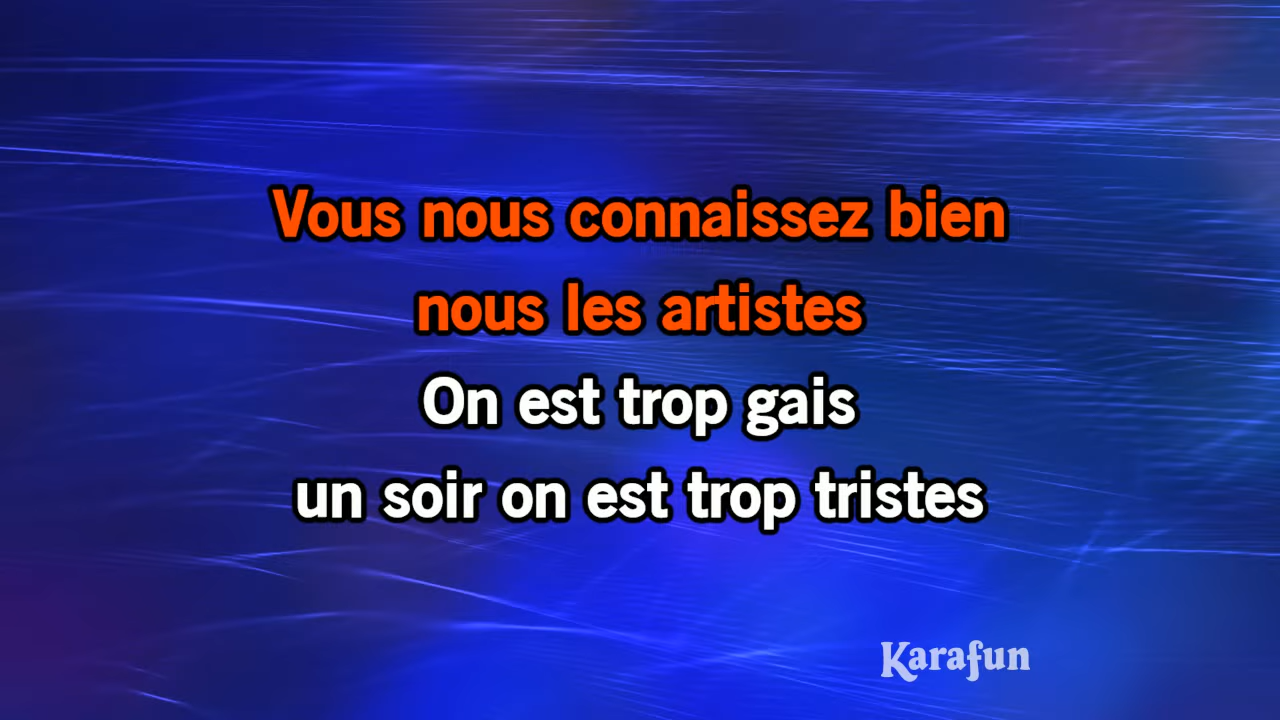 Vous nous connaissez bien
nous les artistes
On est trop gais
un soir on est trop tristes
Karafun